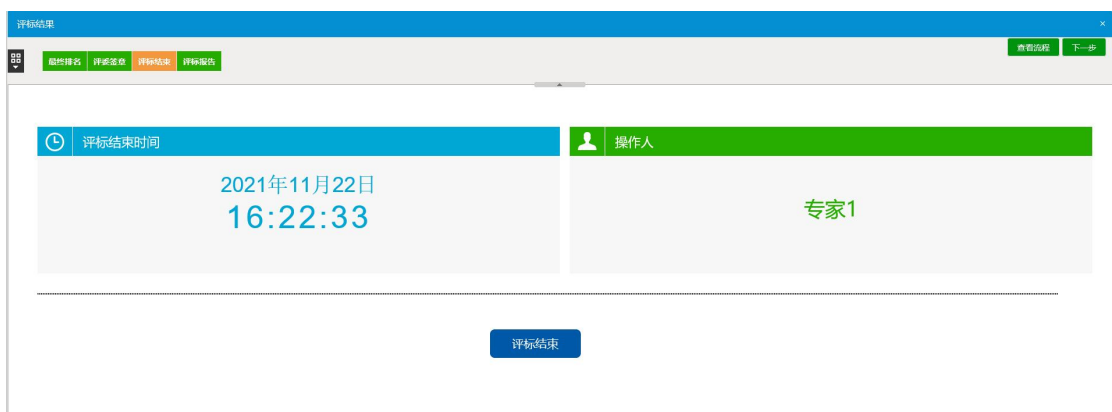 评标结果
×
查看流程 下一步
最终排名 评委签章 评标结束 评标报告
评标结束时间
操作人
2021年11月22日
16:22:33
专家1
评标结束